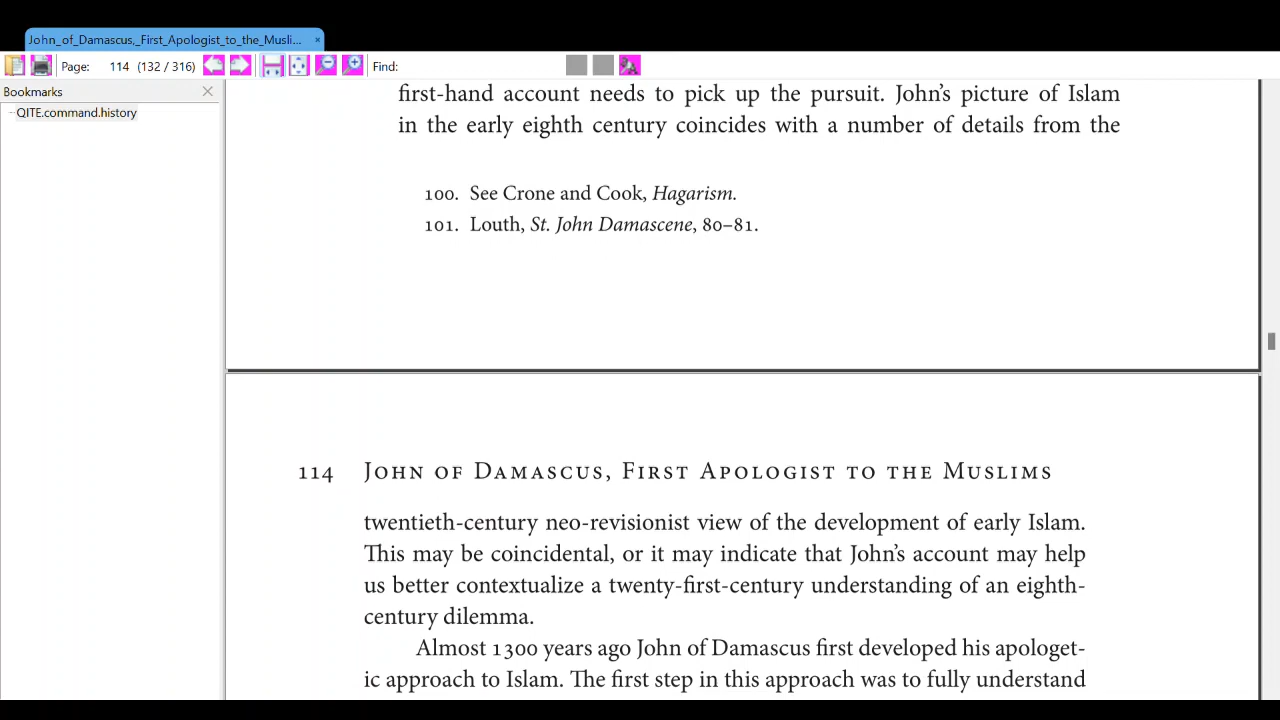 John_of_Damascus,_First_Apologist_to_the_Musli... ×
Page: 114 (132 / 316) Find:
Bookmarks
QITE.command.history
first-hand account needs to pick up the pursuit. John’s picture of Islam
in the early eighth century coincides with a number of details from the
100. See Crone and Cook, Hagarism.
101. Louth, St. John Damascene, 80–81.
114 John of Damascus, First Apologist to the Muslims
twentieth-century neo-revisionist view of the development of early Islam.
This may be coincidental, or it may indicate that John’s account may help
us better contextualize a twenty-first-century understanding of an eighth-
century dilemma.
Almost 1300 years ago John of Damascus first developed his apologet-
ic approach to Islam. The first step in this approach was to fully understand